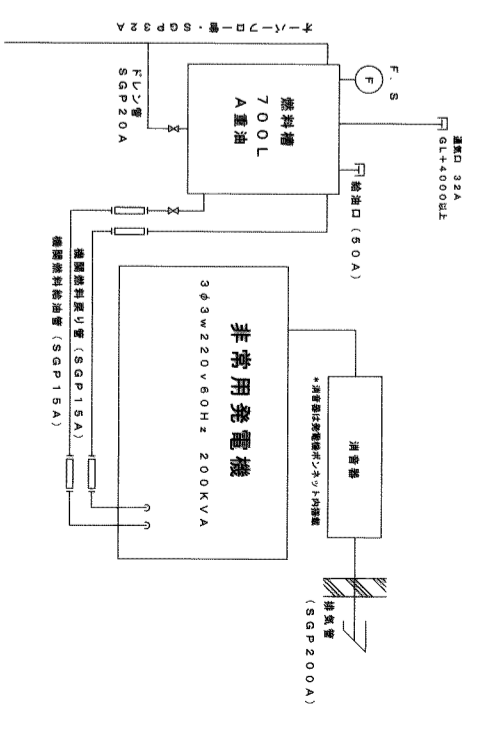 オーバーフロー管・SGP32A
F.S
F
通気口 32A
GL+4000以上
燃料槽
700L
A重油
ドレン管
SGP20A
給油口(50A)
機関燃料戻り管(SGP15A)
機関燃料給油管(SGP15A)
非常用発電機
3φ3w220v60Hz 200KVA
消音器
*消音器は発電機ボンネット内搭載
排気管
(SGP200A)